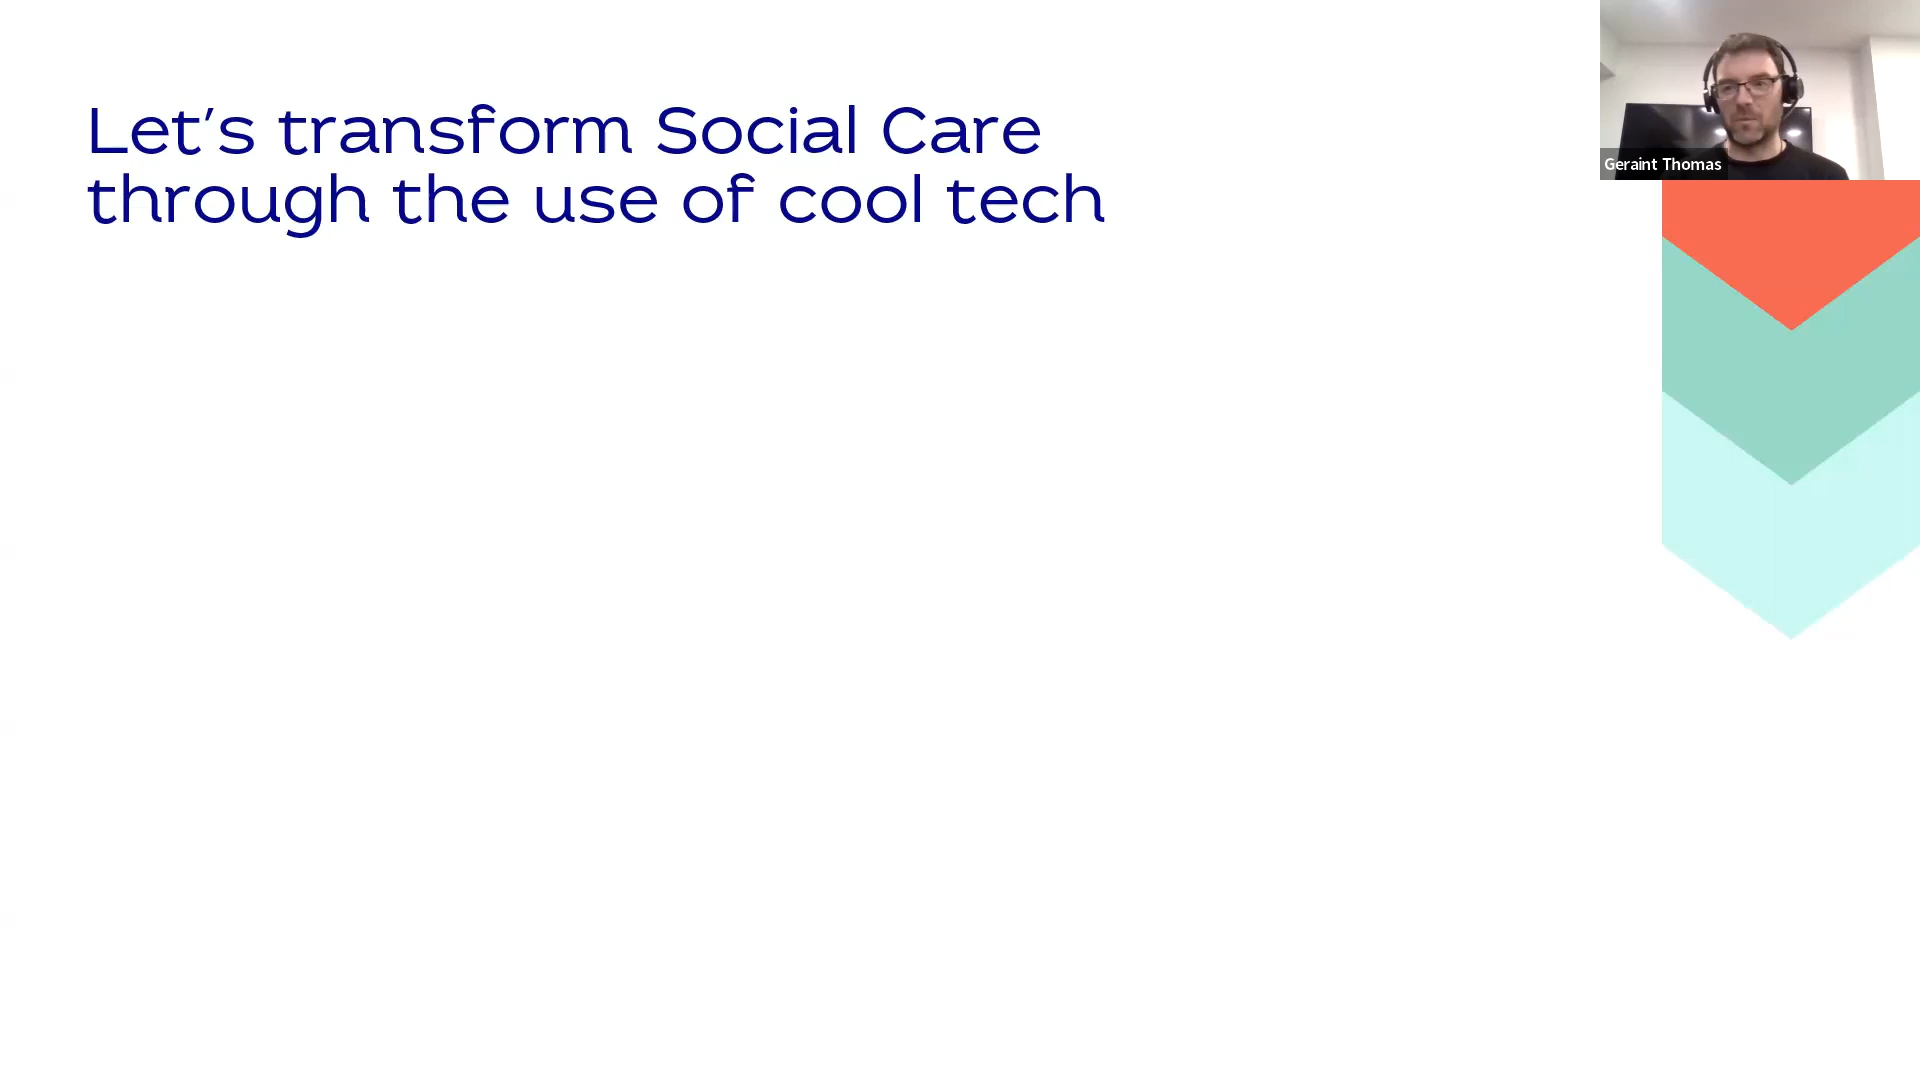 Let's transform Social Care
through the use of cool tech
Geraint Thomas